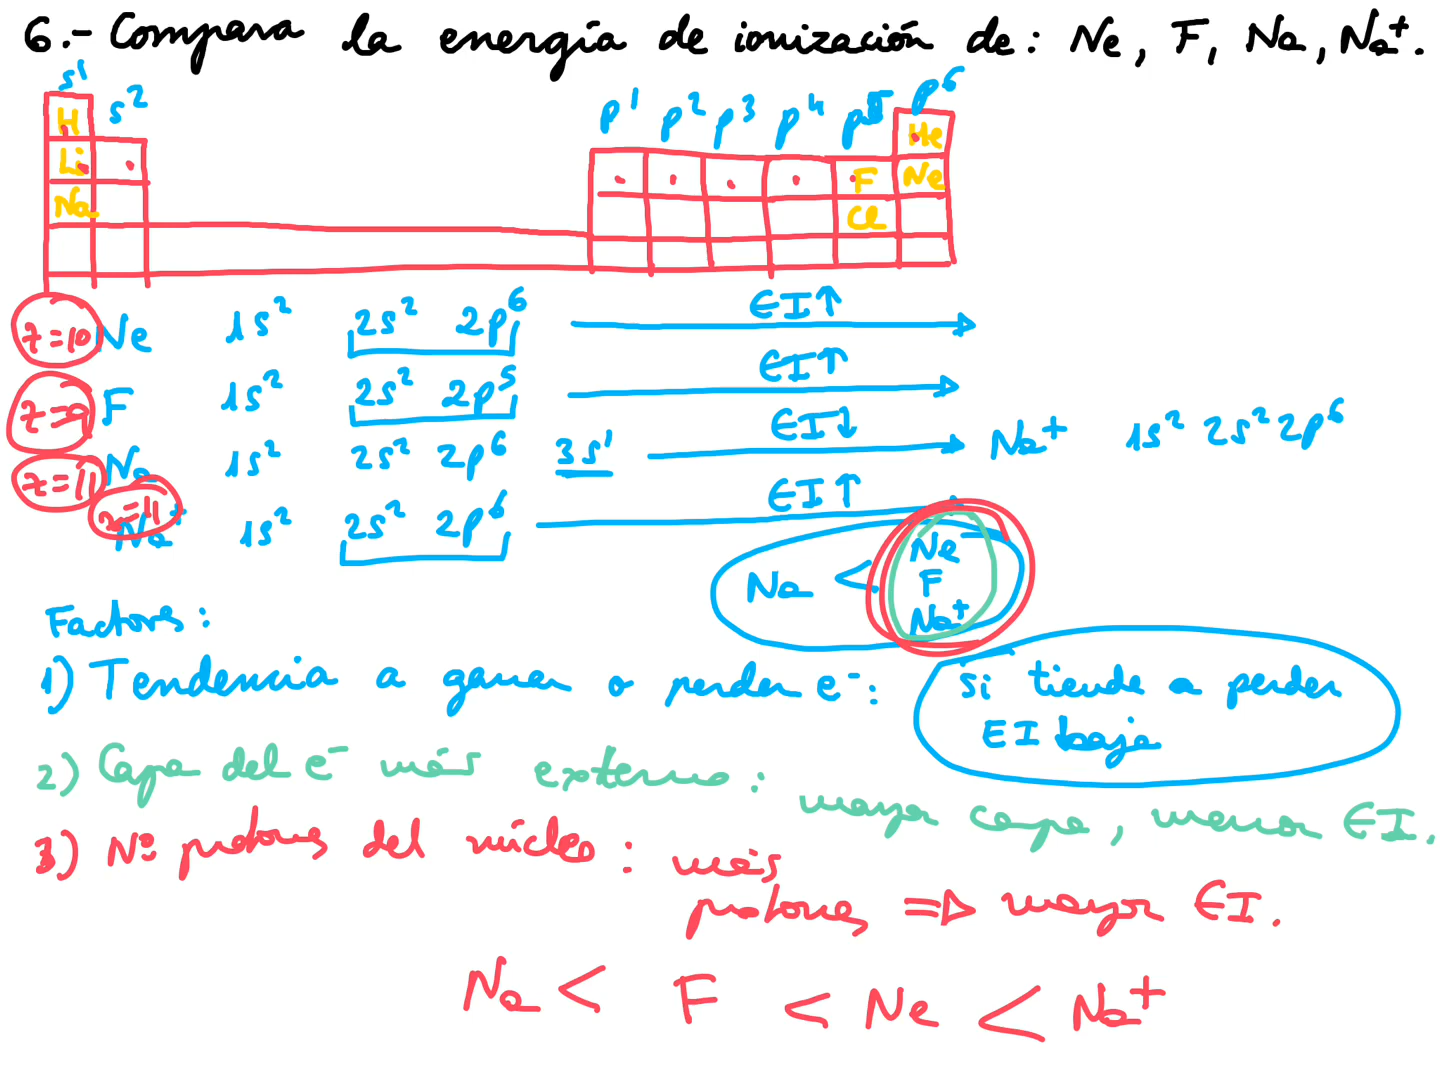 6.- Compara la energía de ionización de: Ne, F, Na, Na⁺.
s¹ s² p¹ p² p³ p⁴ p⁵ p⁶
H He
Li F Ne
Na Cl
z=10 Ne 1s² 2s² 2p⁶ EI↑
z=9 F 1s² 2s² 2p⁵ EI↑
z=11 Na 1s² 2s² 2p⁶ 3s¹ EI↓ Na⁺ 1s² 2s² 2p⁶
z=11 Na⁺ 1s² 2s² 2p⁶ EI↑
Na < Ne
F
Na⁺
Factores:
1) Tendencia a ganar o perder e⁻: si tiende a perder
EI baja
2) Capa del e⁻ más externo: mayor capa, menor EI.
3) Nº protones del núcleo: más
protones => mayor EI.
Na < F < Ne < Na⁺